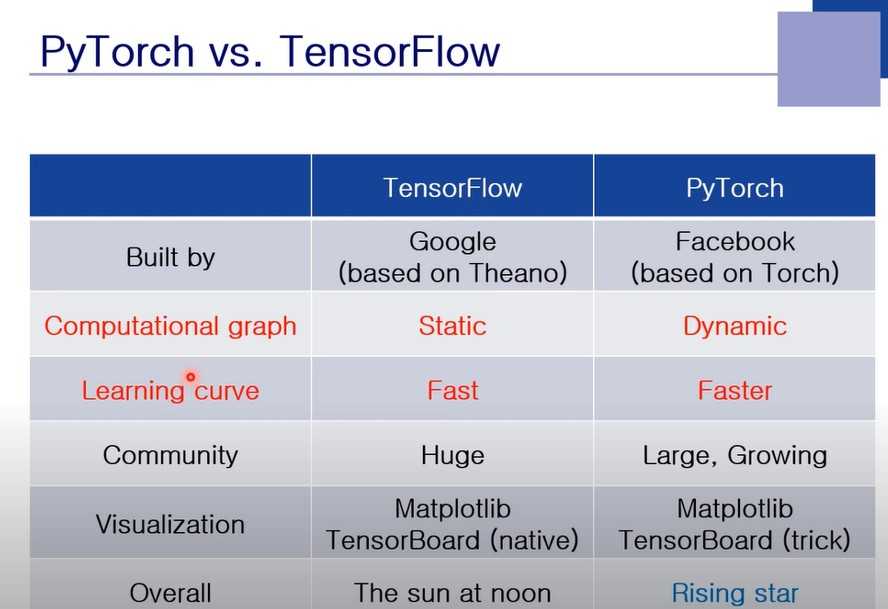 PyTorch vs. TensorFlow
TensorFlow PyTorch
Built by
Google
(based on Theano)
Facebook
(based on Torch)
Computational graph Static Dynamic
Learning curve Fast Faster
Community Huge Large, Growing
Visualization
Matplotlib
TensorBoard (native)
Matplotlib
TensorBoard (trick)
Overall The sun at noon Rising star